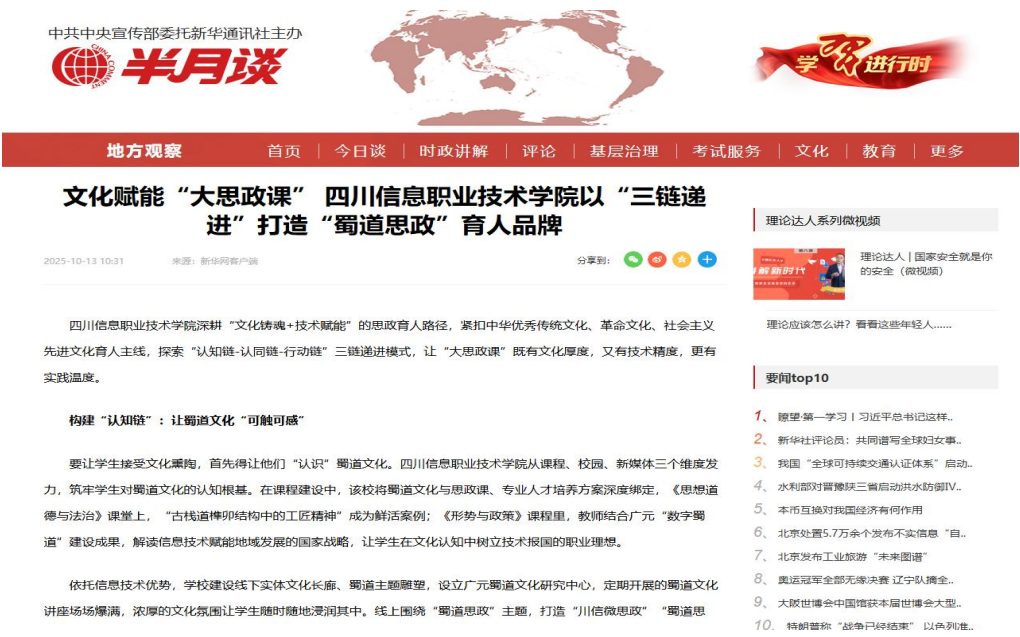 中共中央宣传部委托新华通讯社主办
CHINA COMMENT
半月谈
学习进行时
地方观察
首页 | 今日谈 | 时政讲解 | 评论 | 基层治理 | 考试服务 | 文化 | 教育 | 更多
文化赋能“大思政课” 四川信息职业技术学院以“三链递
进”打造“蜀道思政”育人品牌
2025-10-13 10:31 来源：新华网客户端 分享到：
四川信息职业技术学院深耕“文化铸魂+技术赋能”的思政育人路径，紧扣中华优秀传统文化、革命文化、社会主义
先进文化育人主线，探索“认知链-认同链-行动链”三链递进模式，让“大思政课”既有文化厚度，又有技术精度，更有
实践温度。
构建“认知链”：让蜀道文化“可触可感”
要让学生接受文化熏陶，首先得让他们“认识”蜀道文化。四川信息职业技术学院从课程、校园、新媒体三个维度发
力，筑牢学生对蜀道文化的认知根基。在课程建设中，该校将蜀道文化与思政课、专业人才培养方案深度绑定，《思想道
德与法治》课堂上，“古栈道榫卯结构中的工匠精神”成为鲜活案例；《形势与政策》课程里，教师结合广元“数字蜀
道”建设成果，解读信息技术赋能地域发展的国家战略，让学生在文化认知中树立技术报国的职业理想。
依托信息技术优势，学校建设线下实体文化长廊、蜀道主题雕塑，设立广元蜀道文化研究中心，定期开展的蜀道文化
讲座场场爆满，浓厚的文化氛围让学生随时随地浸润其中。线上围绕“蜀道思政”主题，打造“川信微思政”“蜀道思
理论达人系列微视频
解新时代
理论达人 | 国家安全就是你
的安全（微视频）
理论应该怎么讲？看看这些年轻人……
要闻top10
1、 瞭望·第一学习丨习近平总书记这样..
2、 新华社评论员：共同谱写全球妇女事..
3、 我国“全球可持续交通认证体系”启动..
4、 水利部对晋豫陕三省启动洪水防御IV..
5、 本币互换对我国经济有何作用
6、 北京处置5.7万余个发布不实信息“自..
7、 北京发布工业旅游“未来图谱”
8、 奥运冠军全部无缘决赛 辽宁队摘全..
9、 大阪世博会中国馆获本届世博会大型..
10、 特朗普称“战争已经结束” 以色列准..